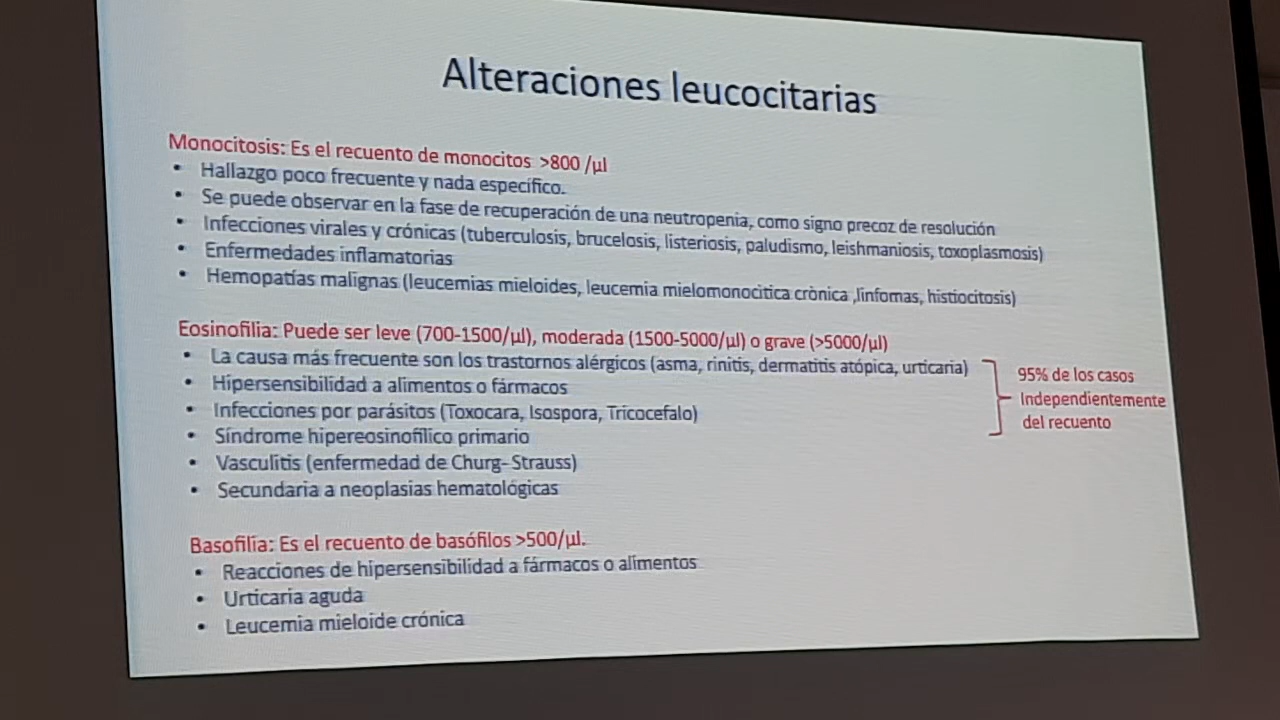 Alteraciones leucocitarias
Monocitosis: Es el recuento de monocitos >800 /µl
• Hallazgo poco frecuente y nada específico.
• Se puede observar en la fase de recuperación de una neutropenia, como signo precoz de resolución
• Infecciones virales y crónicas (tuberculosis, brucelosis, listeriosis, paludismo, leishmaniosis, toxoplasmosis)
• Enfermedades inflamatorias
• Hemopatías malignas (leucemias mieloides, leucemia mielomonocitica crònica ,linfomas, histiocitosis)
Eosinofilia: Puede ser leve (700-1500/µl), moderada (1500-5000/µl) o grave (>5000/µl)
• La causa más frecuente son los trastornos alérgicos (asma, rinitis, dermatitis atópica, urticaria)
• Hipersensibilidad a alimentos o fármacos
• Infecciones por parásitos (Toxocara, Isospora, Tricocefalo)
95% de los casos
Independientemente
del recuento
• Síndrome hipereosinofílico primario
• Vasculitis (enfermedad de Churg- Strauss)
• Secundaria a neoplasias hematológicas
Basofilia: Es el recuento de basófilos >500/µl.
• Reacciones de hipersensibilidad a fármacos o alimentos
• Urticaria aguda
• Leucemia mieloide crónica